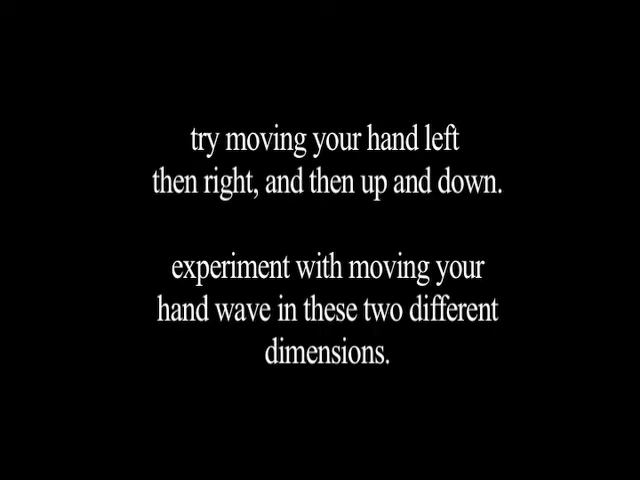 try moving your hand left
then right, and then up and down.
experiment with moving your
hand wave in these two different
dimensions.